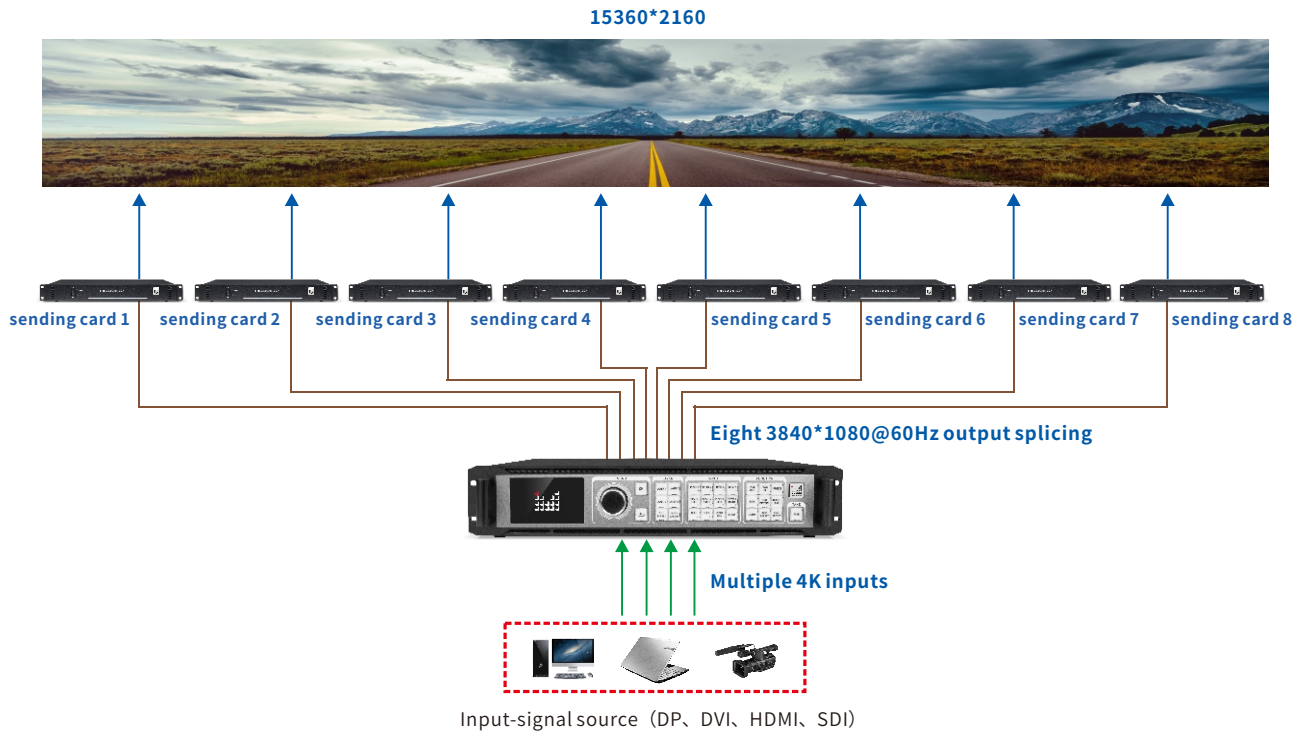 15360*2160
sending card 1
sending card 2
sending card 3
sending card 4
sending card 5
sending card 6
sending card 7
sending card 8
Eight 3840*1080@60Hz output splicing
Multiple 4K inputs
Input-signal source（DP、DVI、HDMI、SDI）